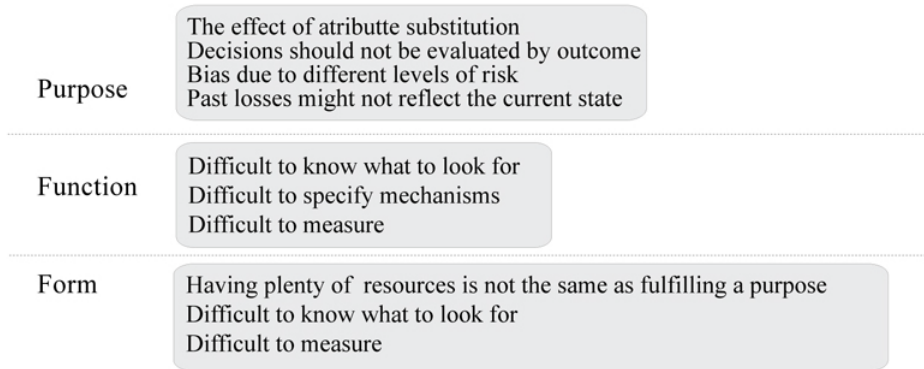 Purpose
The effect of atributte substitution
Decisions should not be evaluated by outcome
Bias due to different levels of risk
Past losses might not reflect the current state
Function
Difficult to know what to look for
Difficult to specify mechanisms
Difficult to measure
Form
Having plenty of resources is not the same as fulfilling a purpose
Difficult to know what to look for
Difficult to measure